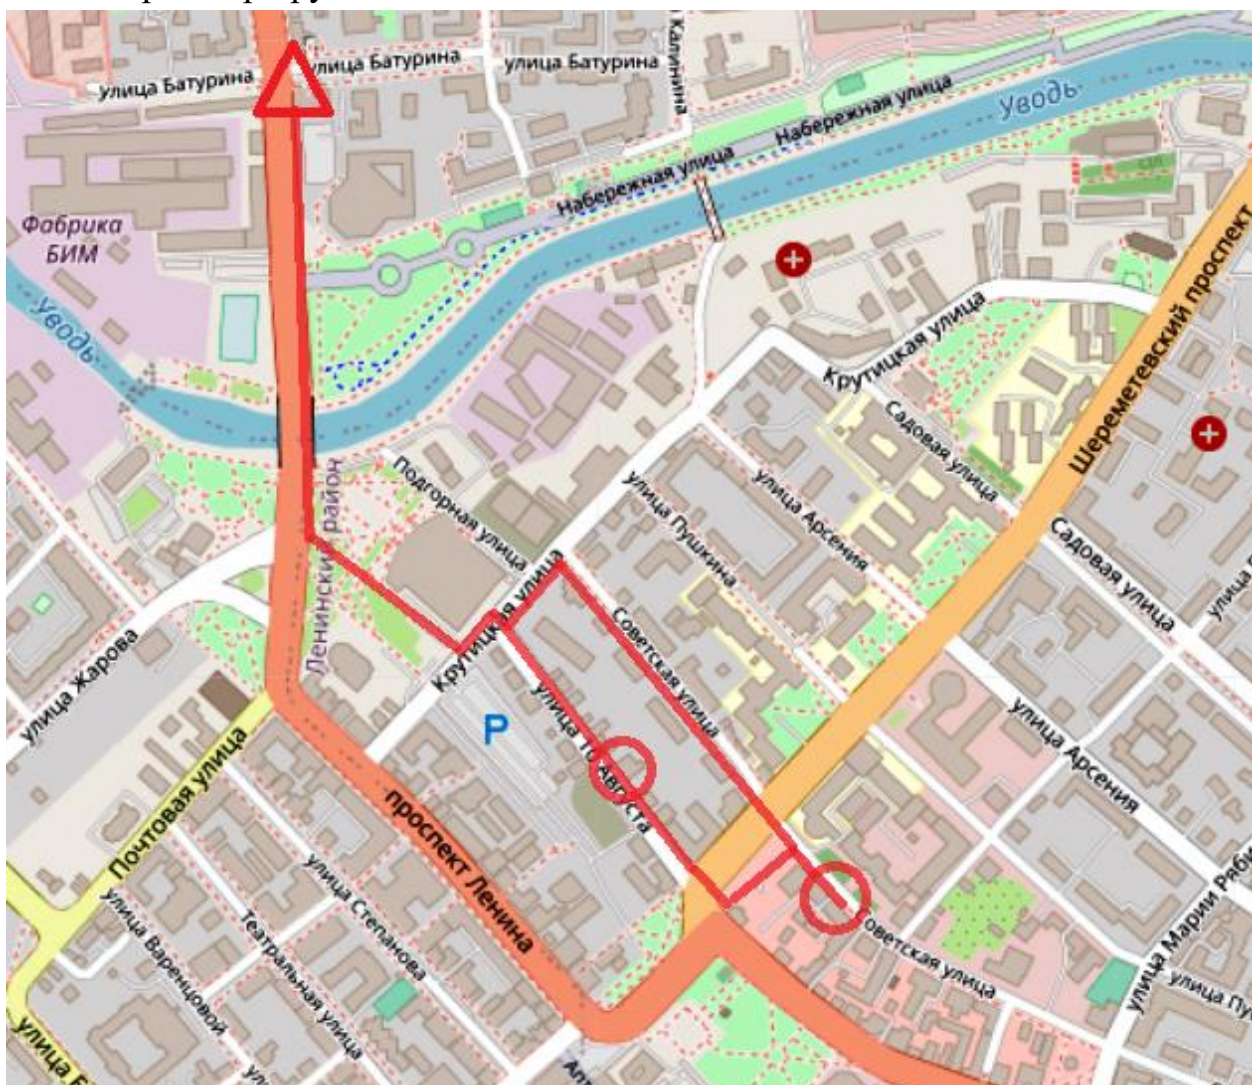 улица Батурина
улица Батурина
улица Батурина
Калинина
Уводь
Набережная улица
Набережная улица
Фабрика
БИМ
Уводь
Шереметевский проспект
Крутицкая улица
Садовая улица
Подгорная улица
улица Пушкина
улица Арсения
Садовая улица
Ленинский район
Крутицкая улица
Советская улица
улица Жарова
P
улица 10 Августа
улица Арсения
Почтовая улица
проспект Ленина
улица Степанова
Театральная улица
улица Варенцовой
Советская улица
улица Марии Ряби
улица Пу
улица